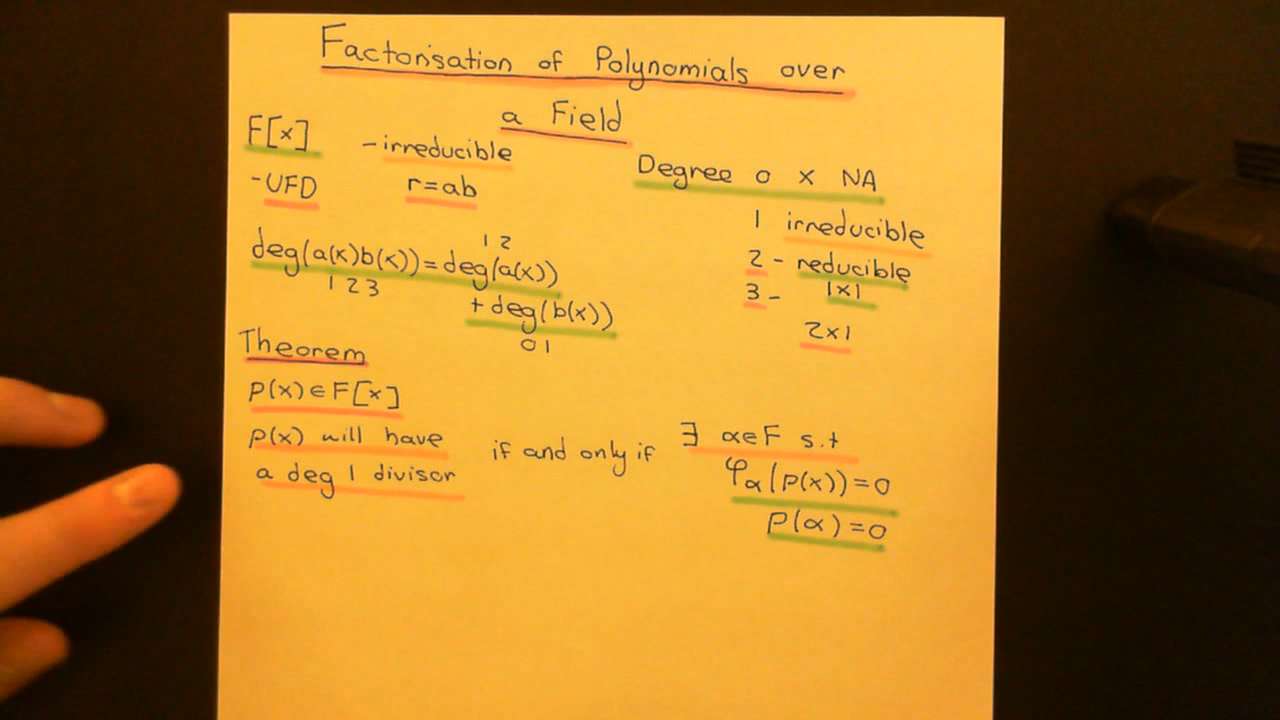 Factorisation of Polynomials over
a Field
F[x]
- irreducible
- UFD
r=ab
deg(a(x)b(x))=deg(a(x))
1 2 3
1 2
+deg(b(x))
0 1
Degree 0 x NA
1 irreducible
2 - reducible
3 - 1x1
2x1
Theorem
p(x)∈F[x]
p(x) will have
a deg 1 divisor
if and only if
∃ α∈F s.t
φα(p(x))=0
p(α)=0